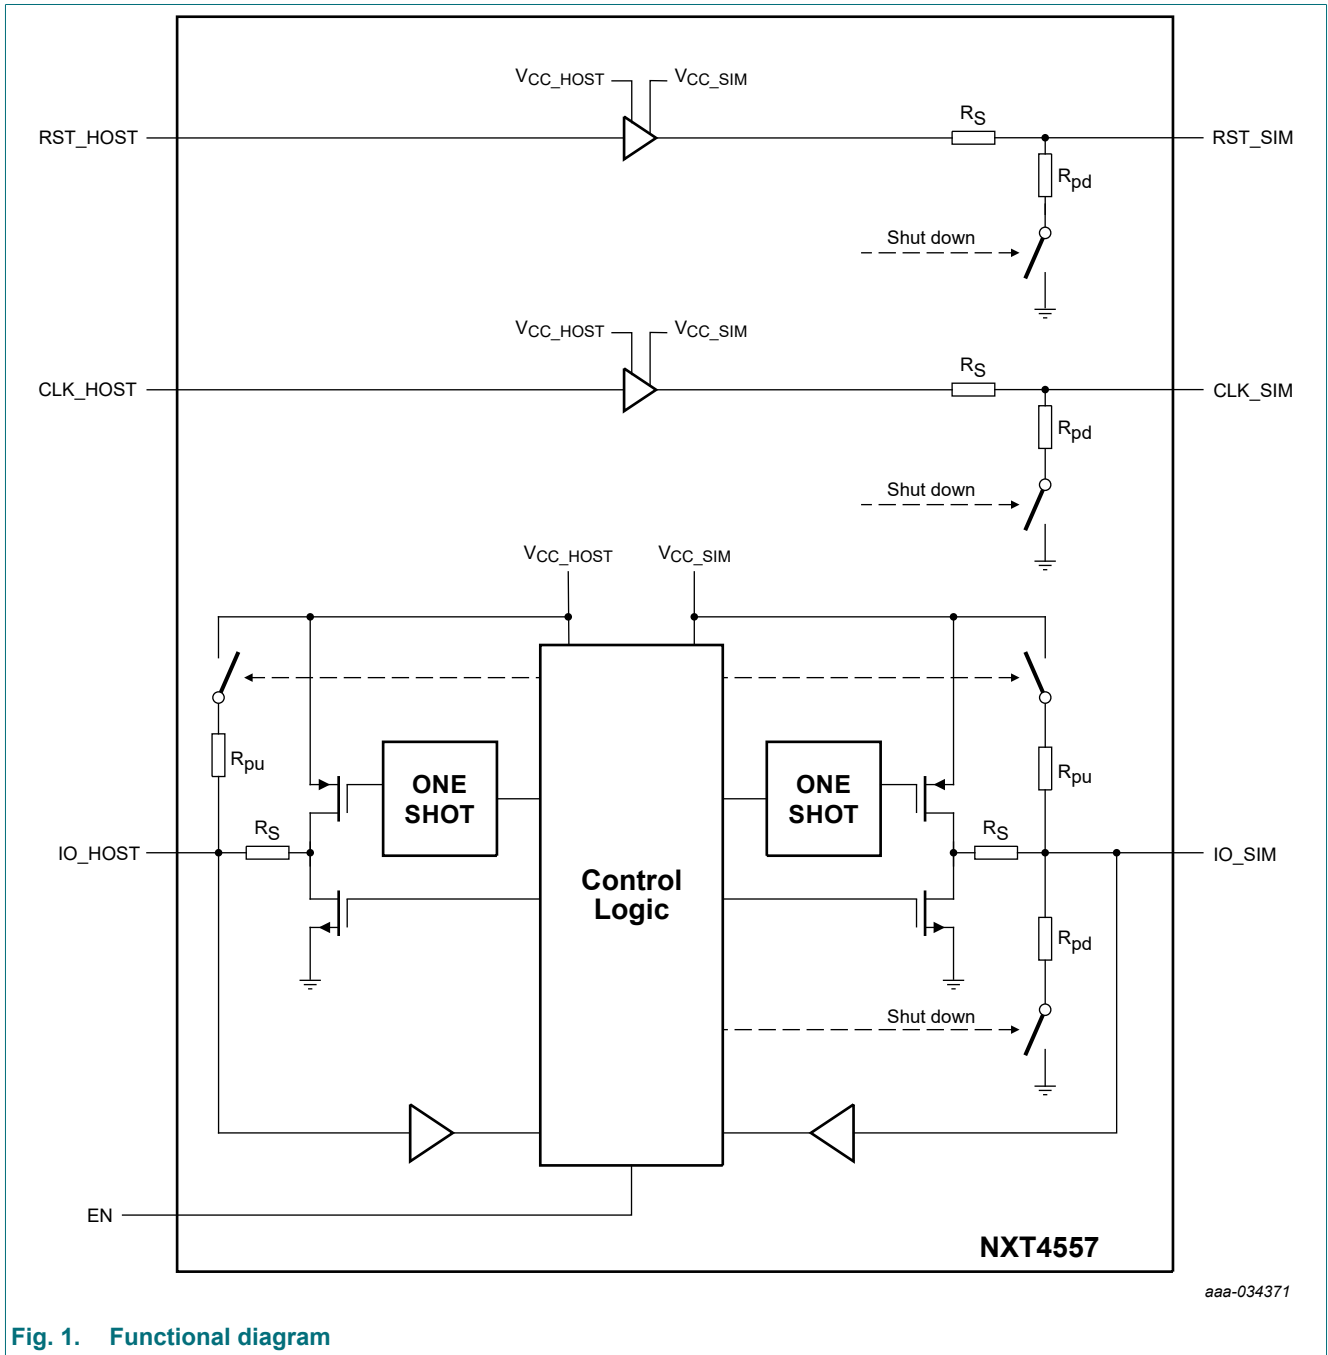 VCC_HOST VCC_SIM
RS
RST_HOST RST_SIM
Rpd
Shut down
VCC_HOST VCC_SIM
RS
CLK_HOST CLK_SIM
Rpd
Shut down
VCC_HOST VCC_SIM
Rpu ONE SHOT ONE SHOT Rpu
RS RS
IO_HOST IO_SIM
Control
Logic
Rpd
Shut down
EN
NXT4557
aaa-034371
Fig. 1. Functional diagram